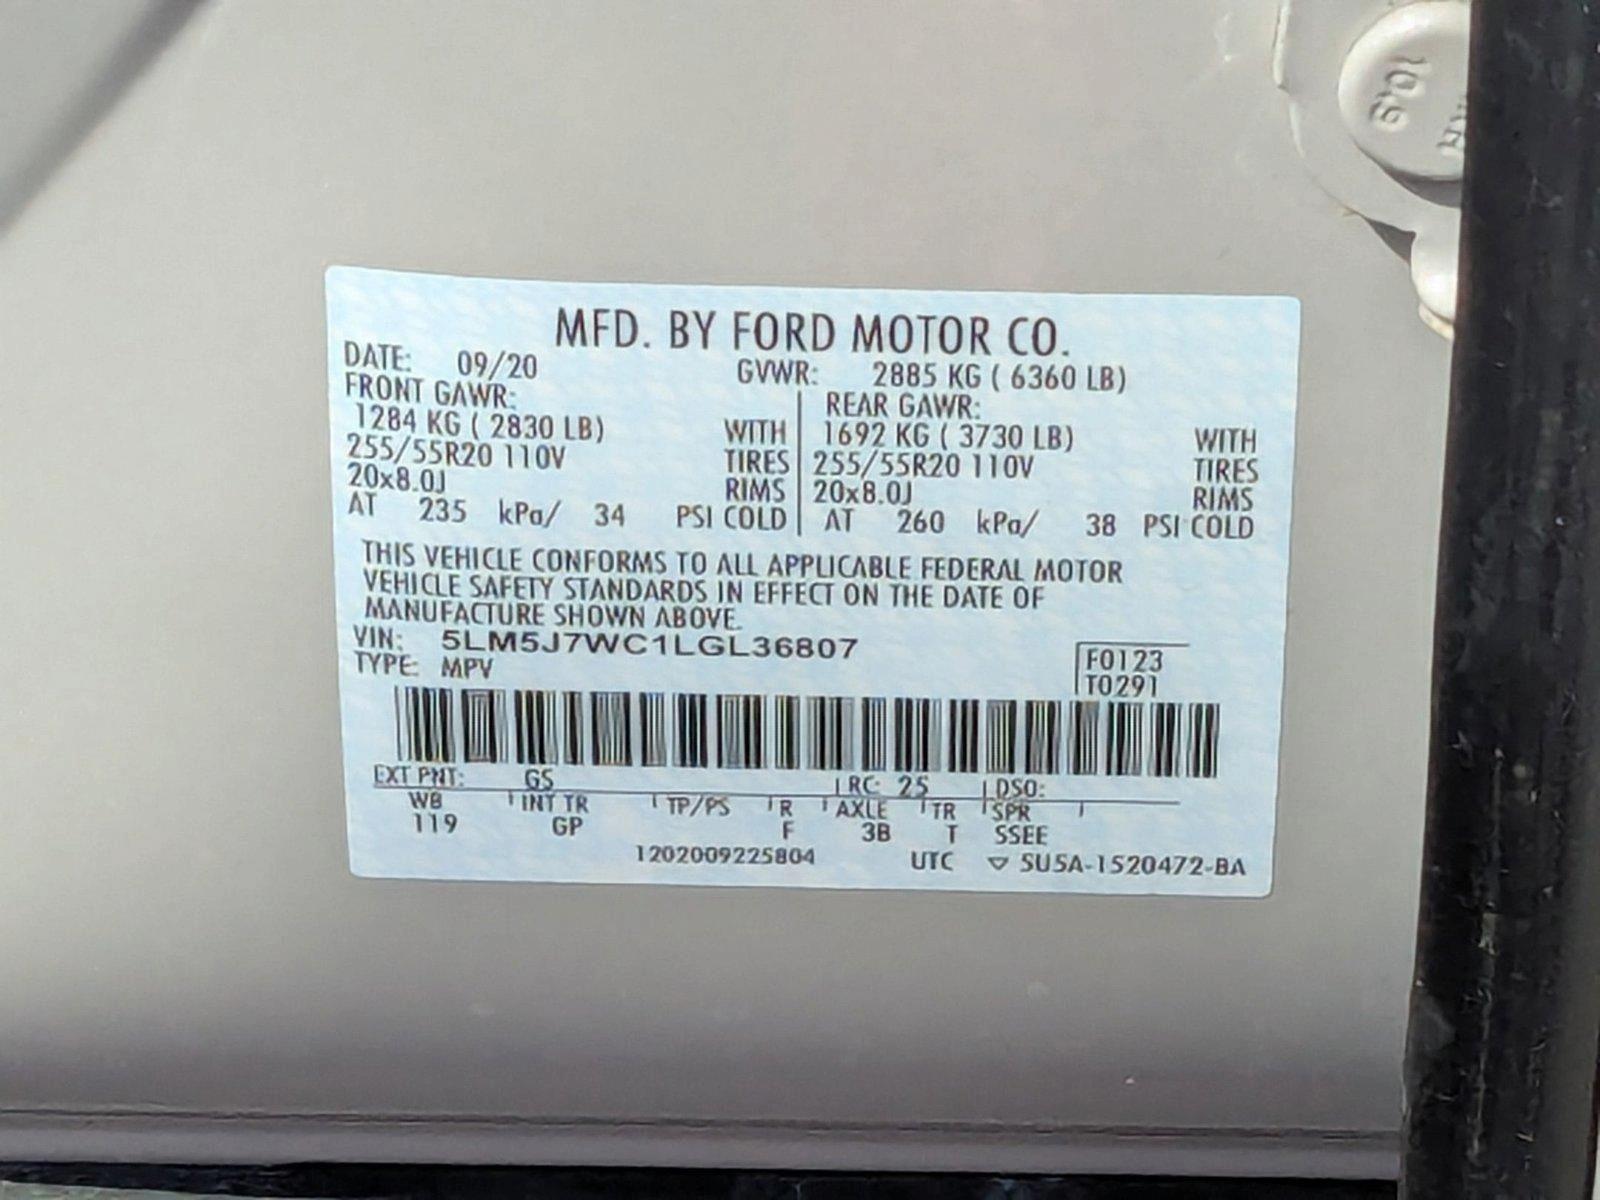 10.9
MFD. BY FORD MOTOR CO.
DATE: 09/20 GVWR: 2885 KG ( 6360 LB)
FRONT GAWR: REAR GAWR:
1284 KG ( 2830 LB) WITH 1692 KG ( 3730 LB) WITH
255/55R20 110V TIRES 255/55R20 110V TIRES
20x8.0J RIMS 20x8.0J RIMS
AT 235 kPa/ 34 PSI COLD AT 260 kPa/ 38 PSI COLD
THIS VEHICLE CONFORMS TO ALL APPLICABLE FEDERAL MOTOR
VEHICLE SAFETY STANDARDS IN EFFECT ON THE DATE OF
MANUFACTURE SHOWN ABOVE.
VIN: 5LM5J7WC1LGL36807
TYPE: MPV
F0123
T0291
EXT PNT: GS RC: 25 DSO:
WB INT TR TP/PS R AXLE TR SPR
119 GP F 3B T SSEE
1202009225804 UTC ▽ 5U5A-1520472-BA